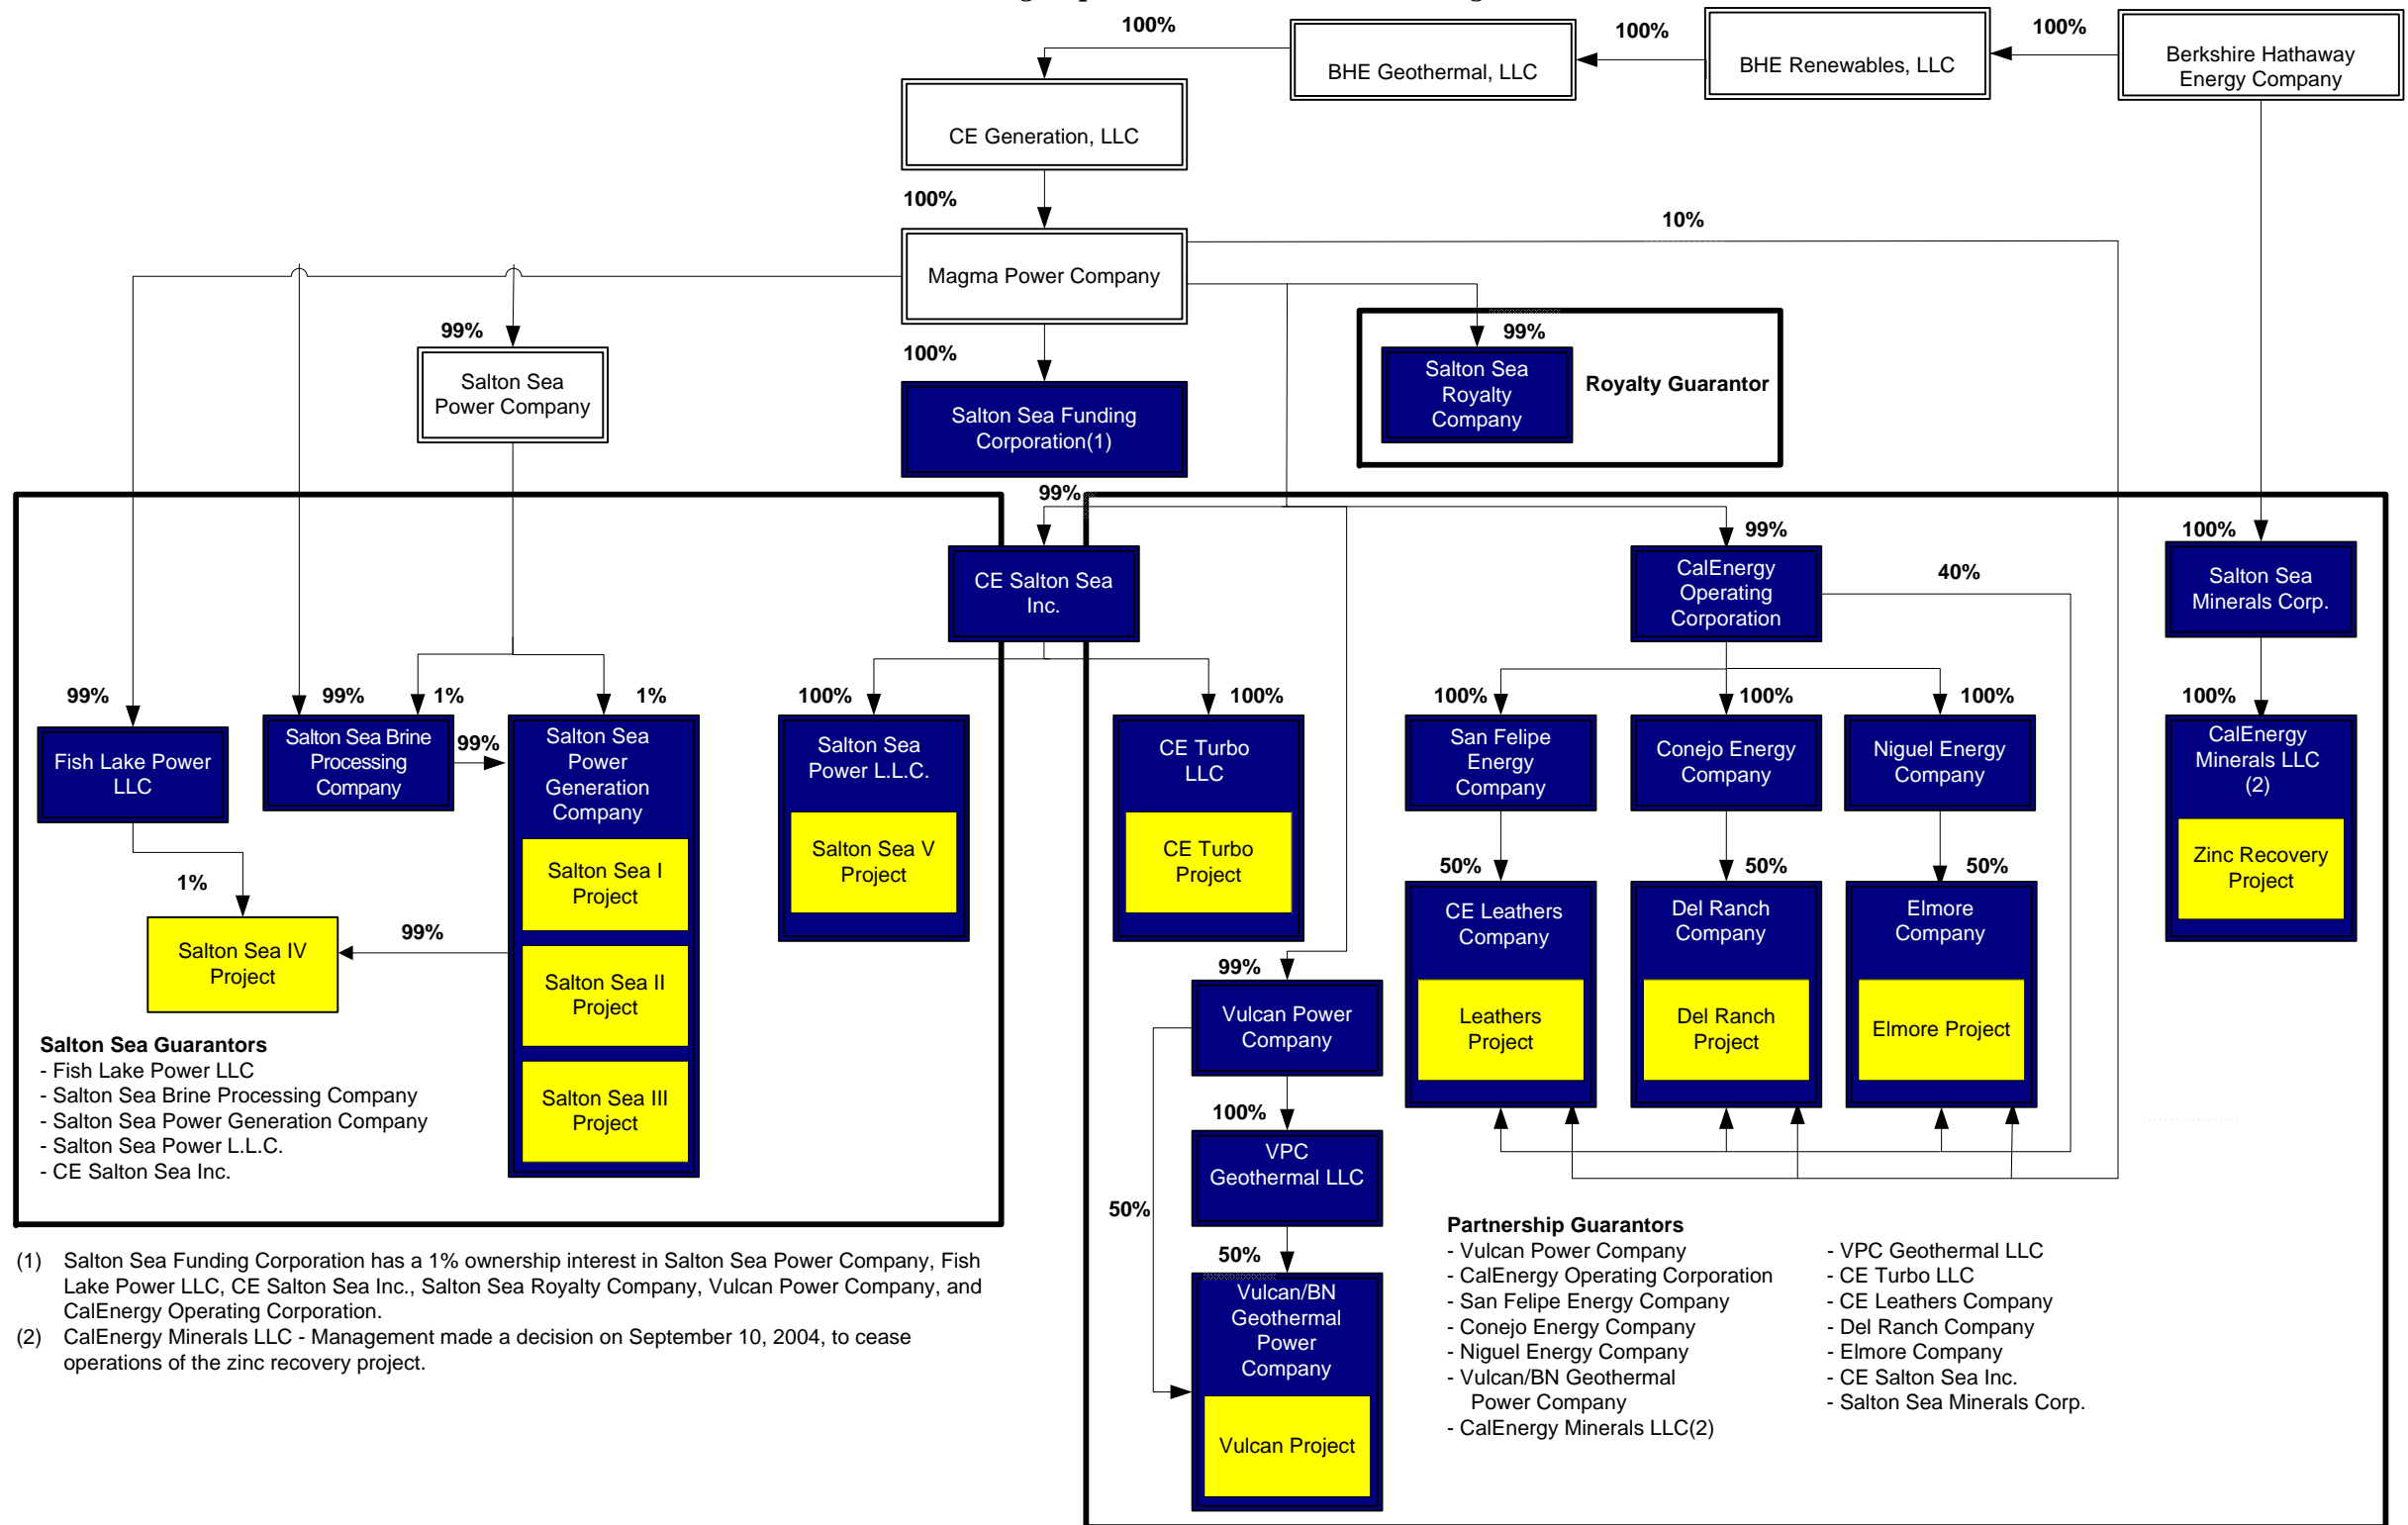 100%
100%
100%
BHE Geothermal, LLC
BHE Renewables, LLC
Berkshire Hathaway
Energy Company
CE Generation, LLC
100%
10%
Magma Power Company
99%
100%
99%
Salton Sea
Power Company
Salton Sea Funding
Corporation(1)
Salton Sea
Royalty
Company
Royalty Guarantor
99%
99%
100%
CE Salton Sea
Inc.
CalEnergy
Operating
Corporation
40%
Salton Sea
Minerals Corp.
99%
99%
1%
1%
100%
100%
100%
100%
100%
100%
Fish Lake Power
LLC
Salton Sea Brine
Processing
Company
99%
Salton Sea
Power
Generation
Company
Salton Sea
Power L.L.C.
CE Turbo
LLC
San Felipe
Energy
Company
Conejo Energy
Company
Niguel Energy
Company
CalEnergy
Minerals LLC
(2)
Salton Sea I
Project
Salton Sea V
Project
CE Turbo
Project
50%
50%
50%
Zinc Recovery
Project
1%
Salton Sea IV
Project
99%
CE Leathers
Company
Del Ranch
Company
Elmore
Company
Salton Sea II
Project
99%
Vulcan Power
Company
Leathers
Project
Del Ranch
Project
Elmore Project
Salton Sea III
Project
Salton Sea Guarantors
- Fish Lake Power LLC
- Salton Sea Brine Processing Company
- Salton Sea Power Generation Company
- Salton Sea Power L.L.C.
- CE Salton Sea Inc.
100%
VPC
Geothermal LLC
50%
50%
Vulcan/BN
Geothermal
Power
Company
Vulcan Project
Partnership Guarantors
- Vulcan Power Company
- CalEnergy Operating Corporation
- San Felipe Energy Company
- Conejo Energy Company
- Niguel Energy Company
- Vulcan/BN Geothermal
Power Company
- CalEnergy Minerals LLC(2)
- VPC Geothermal LLC
- CE Turbo LLC
- CE Leathers Company
- Del Ranch Company
- Elmore Company
- CE Salton Sea Inc.
- Salton Sea Minerals Corp.
(1) Salton Sea Funding Corporation has a 1% ownership interest in Salton Sea Power Company, Fish
Lake Power LLC, CE Salton Sea Inc., Salton Sea Royalty Company, Vulcan Power Company, and
CalEnergy Operating Corporation.
(2) CalEnergy Minerals LLC - Management made a decision on September 10, 2004, to cease
operations of the zinc recovery project.